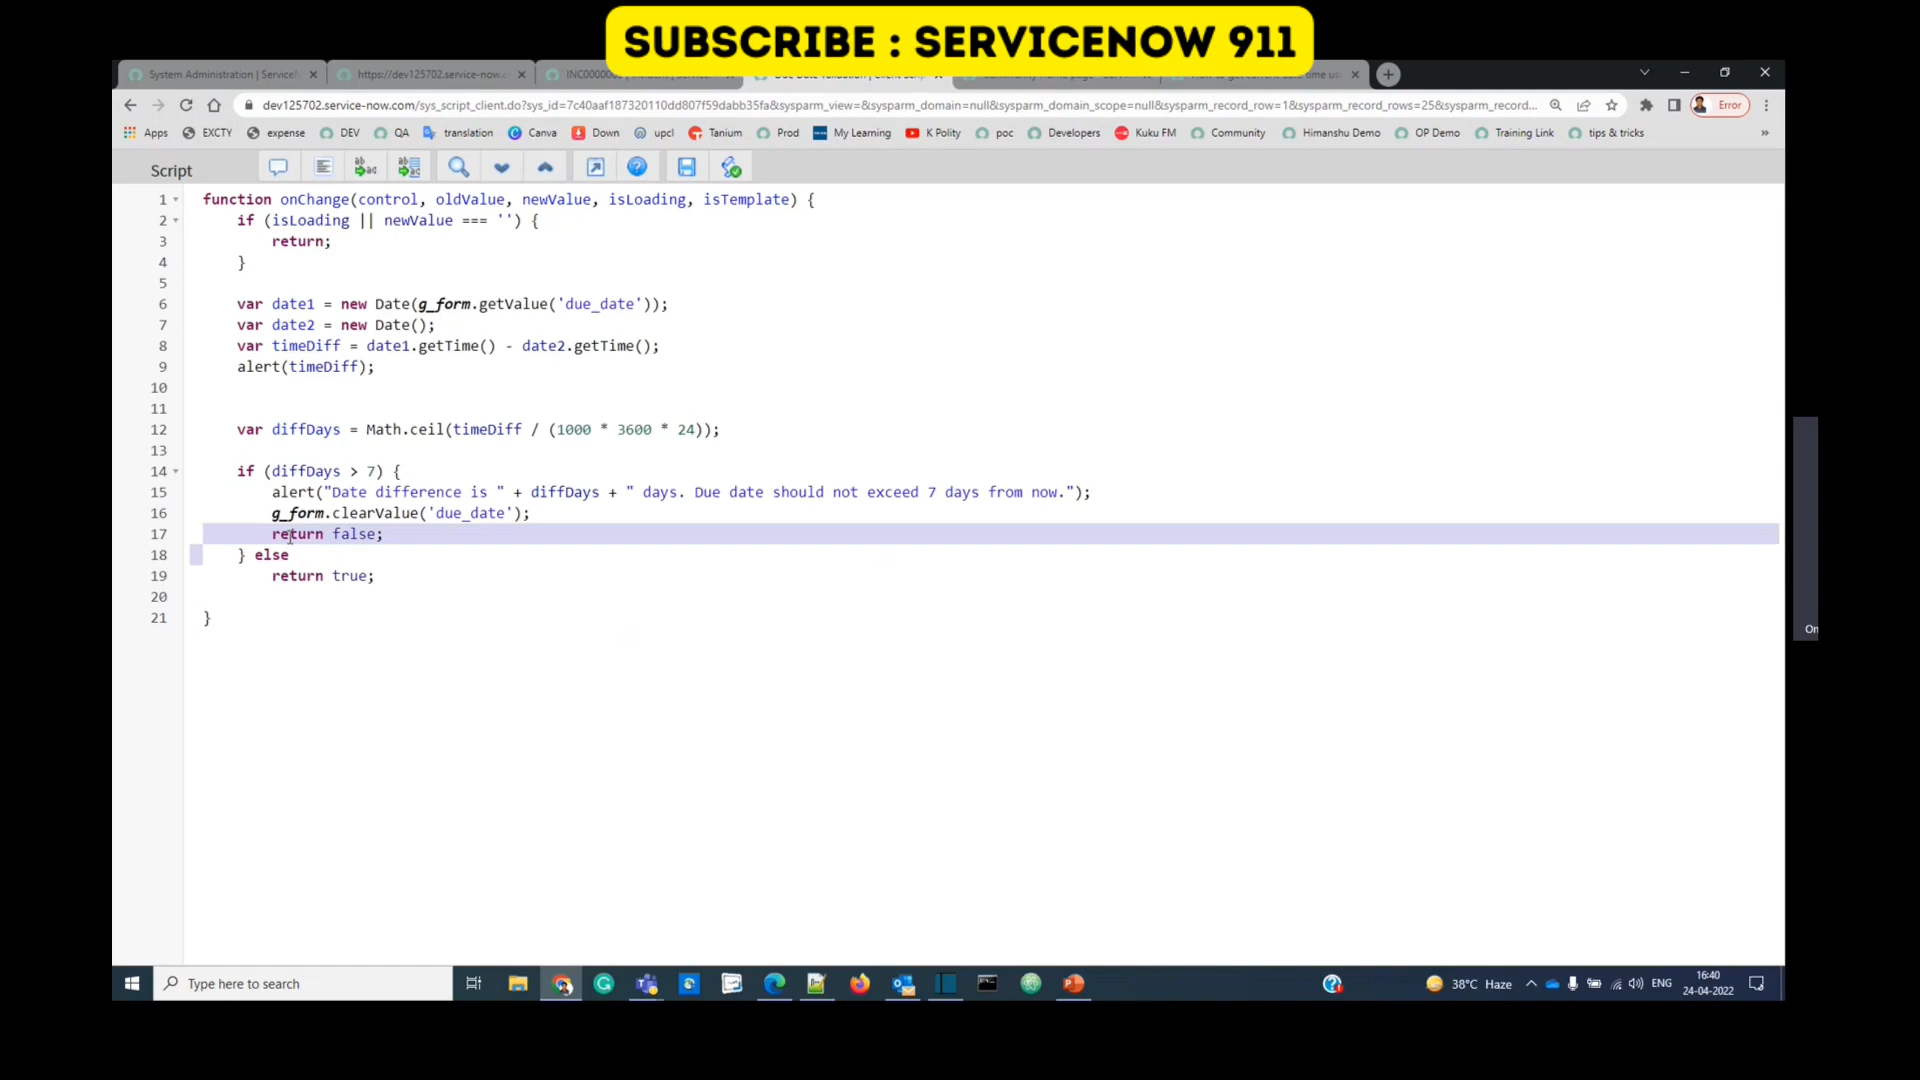 SUBSCRIBE : SERVICENOW 911
System Administration | Service
https://dev125702.service-now.c
dev125702.service-now.com/sys_script_client.do?sys_id=7c40aaf187320110dd807f59dabb35fa&sysparm_view=&sysparm_domain=null&sysparm_domain_scope=null&sysparm_record_row=1&sysparm_record_rows=25&sysparm_record...
Error
Apps EXCTY expense DEV QA translation Canva Down upcl Tanium Prod My Learning K Polity poc Developers Kuku FM Community Himanshu Demo OP Demo Training Link tips & tricks »
Script
1 function onChange(control, oldValue, newValue, isLoading, isTemplate) {
2 if (isLoading || newValue === '') {
3 return;
4 }
5
6 var date1 = new Date(g_form.getValue('due_date'));
7 var date2 = new Date();
8 var timeDiff = date1.getTime() - date2.getTime();
9 alert(timeDiff);
10
11
12 var diffDays = Math.ceil(timeDiff / (1000 * 3600 * 24));
13
14 if (diffDays > 7) {
15 alert("Date difference is " + diffDays + " days. Due date should not exceed 7 days from now.");
16 g_form.clearValue('due_date');
17 return false;
18 } else
19 return true;
20
21 }
On
Type here to search
38°C Haze
ENG
16:40
24-04-2022